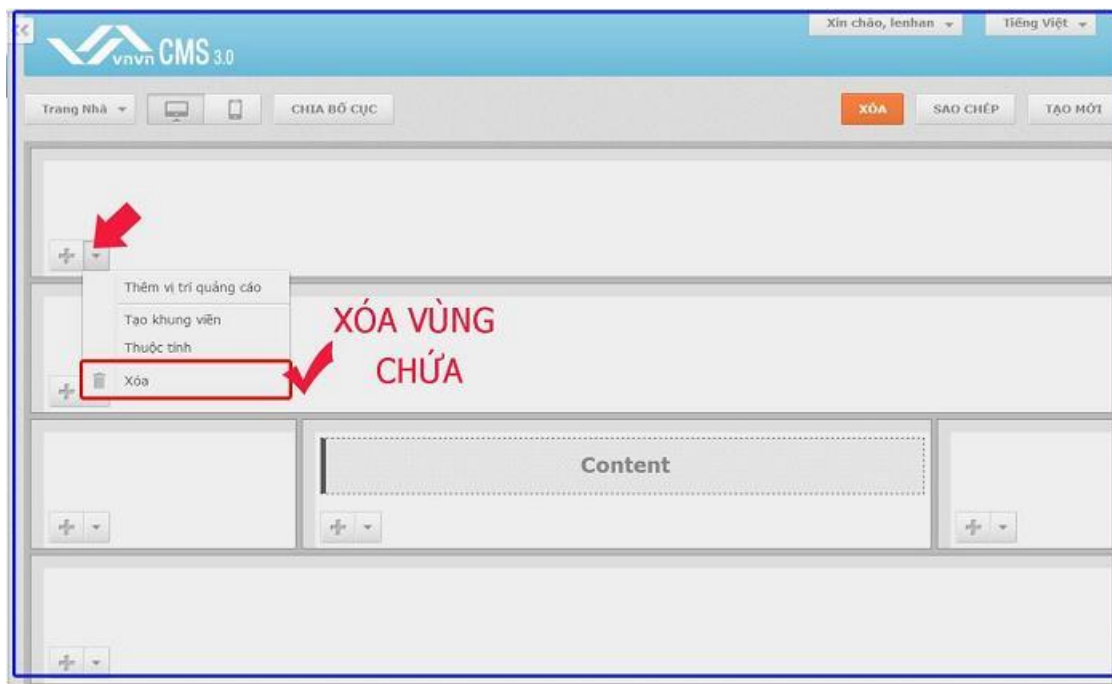 Xin chào, lenhan
Tiếng Việt
vnvn CMS 3.0
Trang Nhà
CHIA BỐ CỤC
XÓA
SAO CHÉP
TẠO MỚI
Thêm vị trí quảng cáo
Tạo khung viền
Thuộc tính
Xóa
XÓA VÙNG
CHỨA
Content